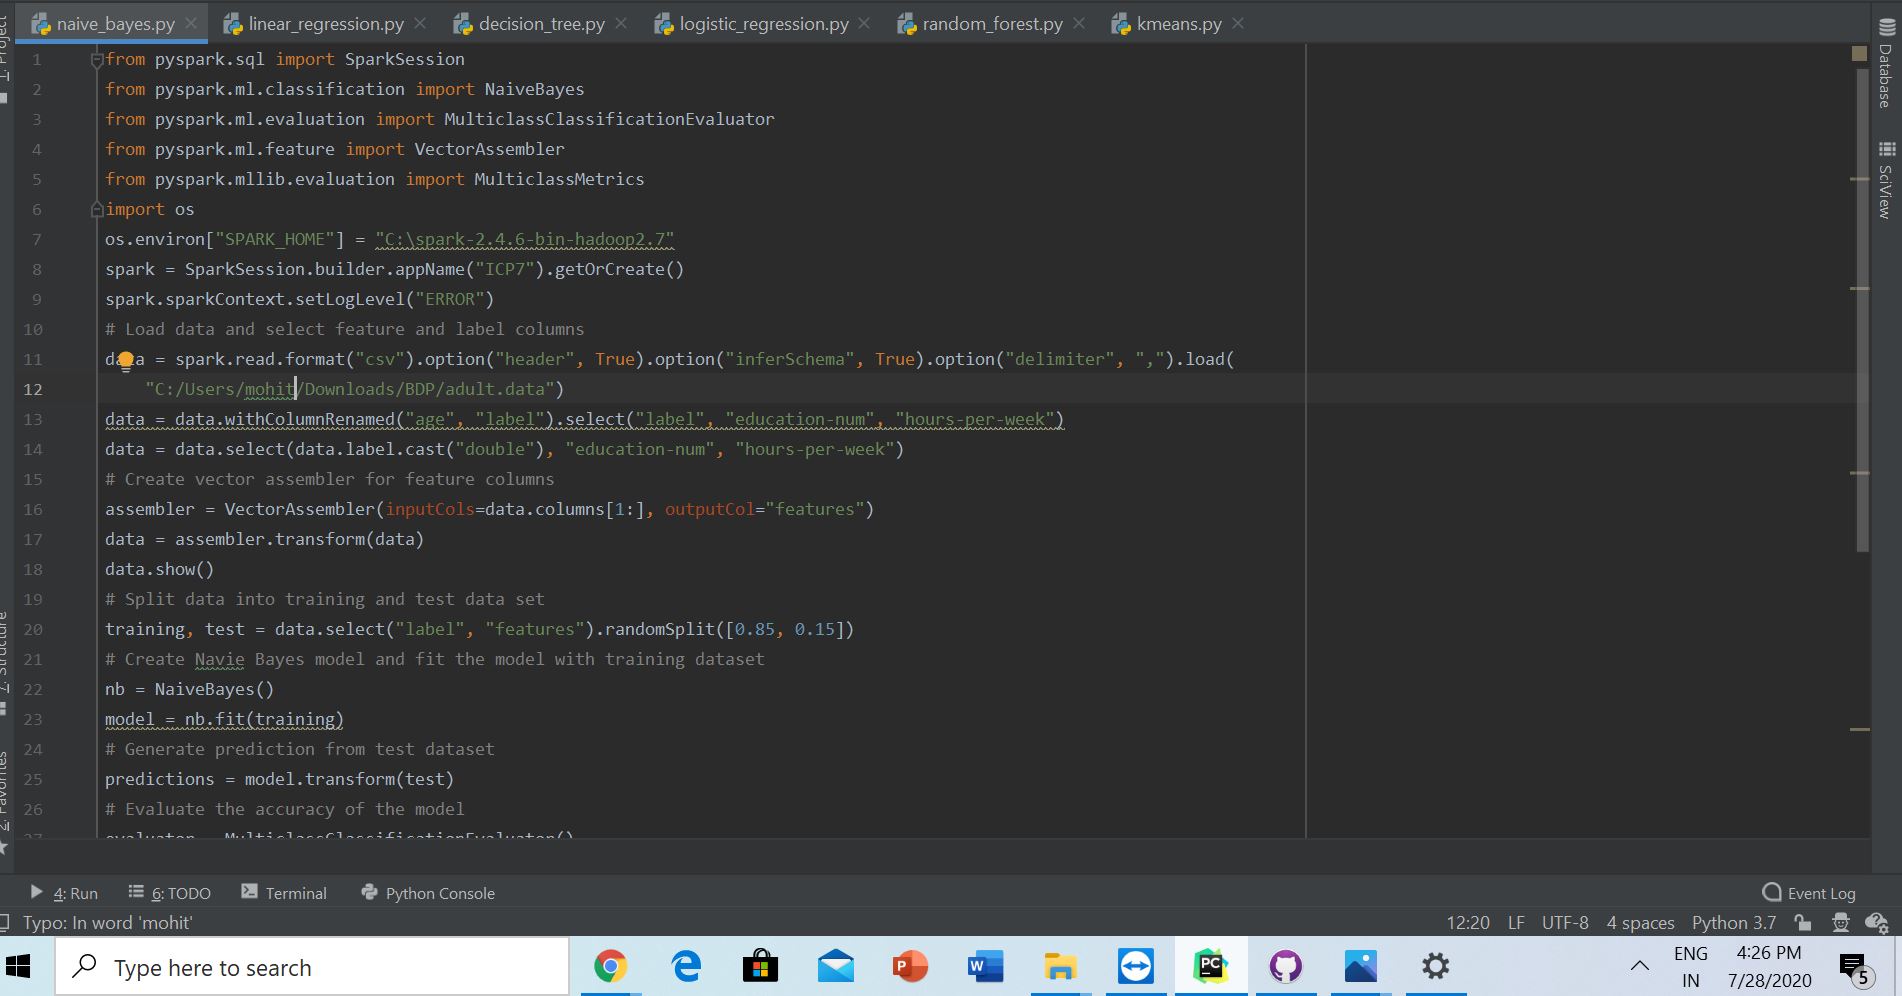 naive_bayes.py
linear_regression.py
decision_tree.py
logistic_regression.py
random_forest.py
kmeans.py
1: Project
Database
SciView
1 from pyspark.sql import SparkSession
2 from pyspark.ml.classification import NaiveBayes
3 from pyspark.ml.evaluation import MulticlassClassificationEvaluator
4 from pyspark.ml.feature import VectorAssembler
5 from pyspark.mllib.evaluation import MulticlassMetrics
6 import os
7 os.environ["SPARK_HOME"] = "C:\spark-2.4.6-bin-hadoop2.7"
8 spark = SparkSession.builder.appName("ICP7").getOrCreate()
9 spark.sparkContext.setLogLevel("ERROR")
10 # Load data and select feature and label columns
11 data = spark.read.format("csv").option("header", True).option("inferSchema", True).option("delimiter", ",").load(
12 "C:/Users/mohit/Downloads/BDP/adult.data")
13 data = data.withColumnRenamed("age", "label").select("label", "education-num", "hours-per-week")
14 data = data.select(data.label.cast("double"), "education-num", "hours-per-week")
15 # Create vector assembler for feature columns
16 assembler = VectorAssembler(inputCols=data.columns[1:], outputCol="features")
17 data = assembler.transform(data)
18 data.show()
19 # Split data into training and test data set
20 training, test = data.select("label", "features").randomSplit([0.85, 0.15])
21 # Create Navie Bayes model and fit the model with training dataset
22 nb = NaiveBayes()
23 model = nb.fit(training)
24 # Generate prediction from test dataset
25 predictions = model.transform(test)
26 # Evaluate the accuracy of the model
27 evaluator = MulticlassClassificationEvaluator()
7: Structure
2: Favorites
4: Run
6: TODO
Terminal
Python Console
Event Log
Typo: In word 'mohit'
12:20 LF UTF-8 4 spaces Python 3.7
Type here to search
P
W
PC
ENG
IN
4:26 PM
7/28/2020
5